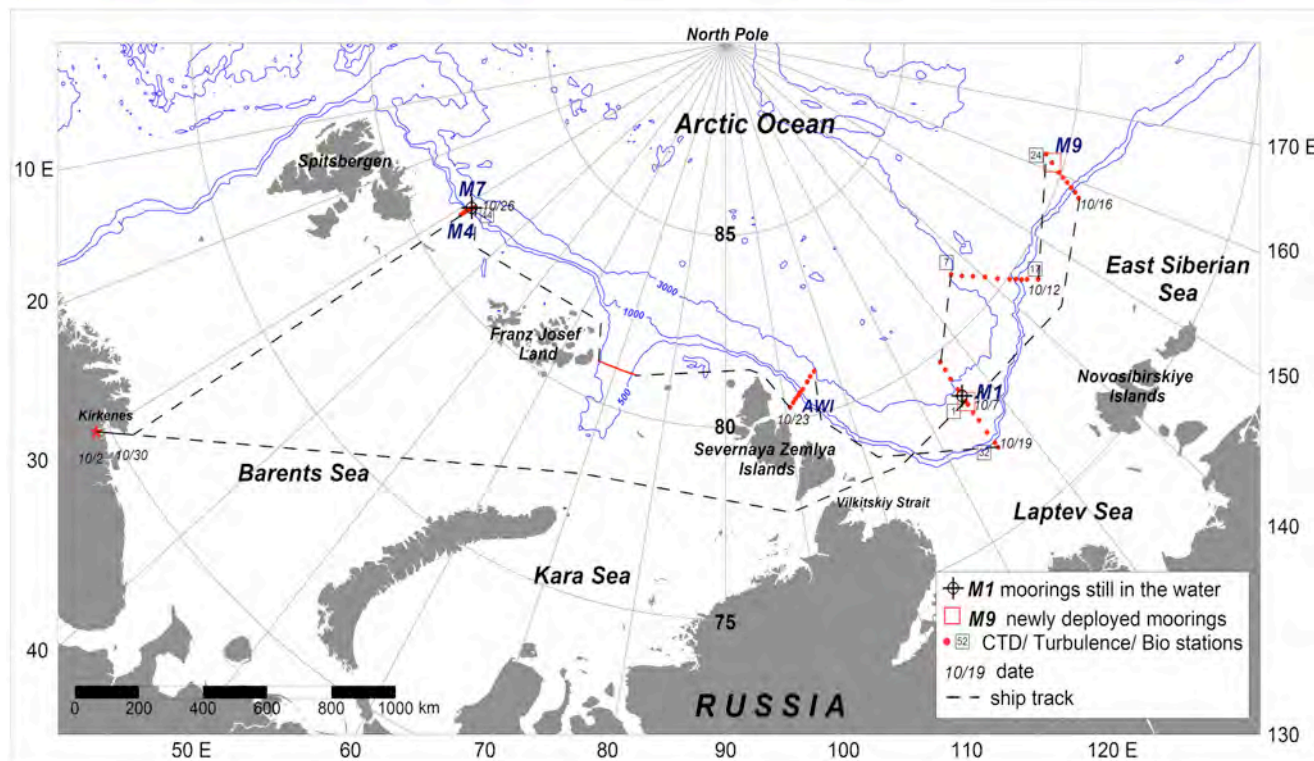 North Pole
Arctic Ocean
M9
24
170 E
Spitsbergen
10 E
M7
10/26
10/16
M4
85
160 E
East Siberian
Sea
7
17
10/12
3000
20
1000
Franz Josef
Land
150 E
Novosibirskiye
Islands
M1
10/7
1
500
AWI
Kirkenes
10/23
80
10/19
Severnaya Zemlya
Islands
32
10/2
10/30
30
Barents Sea
Vilkitskiy Strait
Laptev Sea
140 E
Kara Sea
75
M1 moorings still in the water
M9 newly deployed moorings
52 CTD/ Turbulence/ Bio stations
10/19 date
ship track
40
0 200 400 600 800 1000 km
RUSSIA
130
50 E
60
70
80
90
100
110
120 E